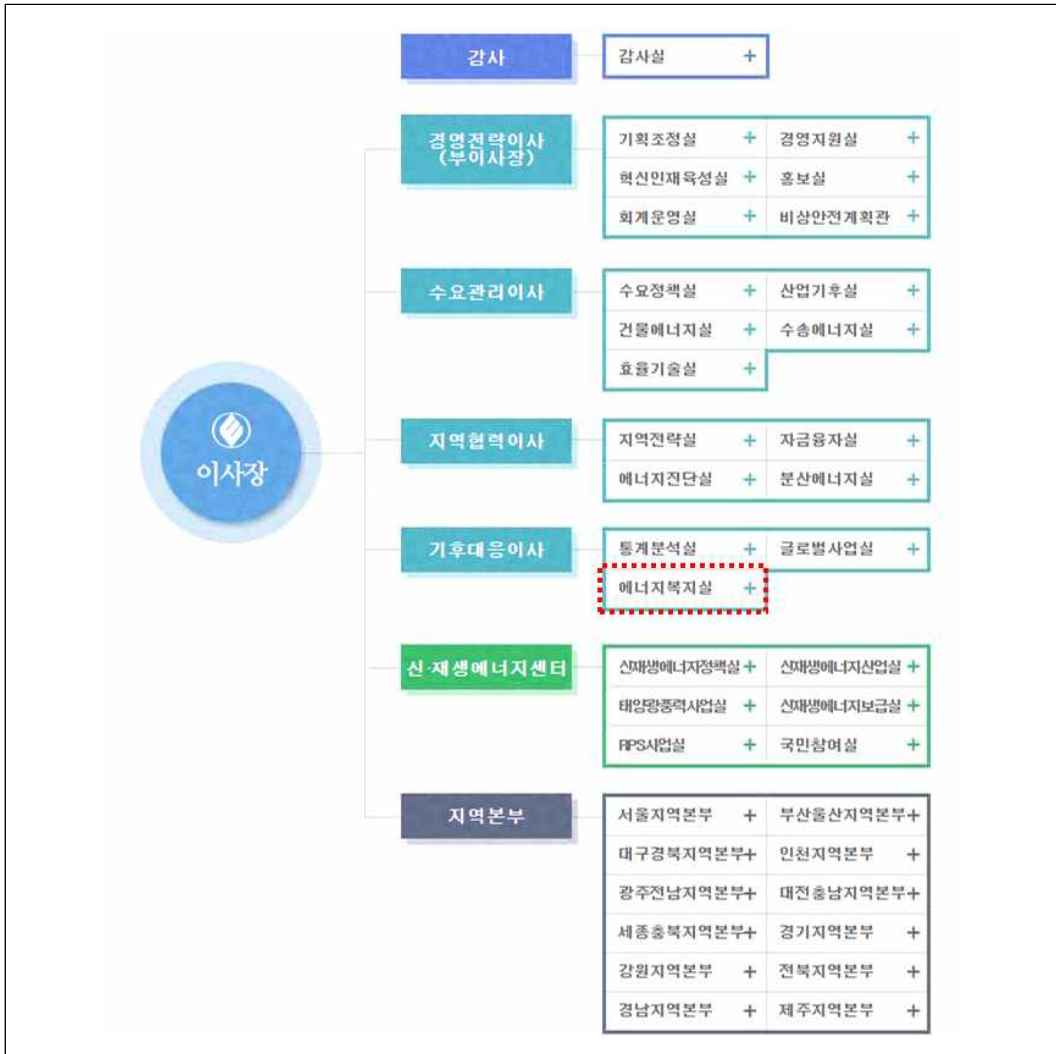 감사
감사실 +
경영전략이사
(부이사장)
기획조정실 + 경영지원실 +
혁신인재육성실 + 홍보실 +
회계운영실 + 비상안전계획관 +
수요관리이사
수요정책실 + 산업기후실 +
건물에너지실 + 수송에너지실 +
효율기술실 +
이사장
지역협력이사
지역전략실 + 자금융자실 +
에너지진단실 + 분산에너지실 +
기후대응이사
통계분석실 + 글로벌사업실 +
에너지복지실 +
신·재생에너지센터
신재생에너지정책실 + 신재생에너지산업실 +
태양광풍력사업실 + 신재생에너지보급실 +
RPS사업실 + 국민참여실 +
지역본부
서울지역본부 + 부산울산지역본부 +
대구경북지역본부 + 인천지역본부 +
광주전남지역본부 + 대전충남지역본부 +
세종충북지역본부 + 경기지역본부 +
강원지역본부 + 전북지역본부 +
경남지역본부 + 제주지역본부 +